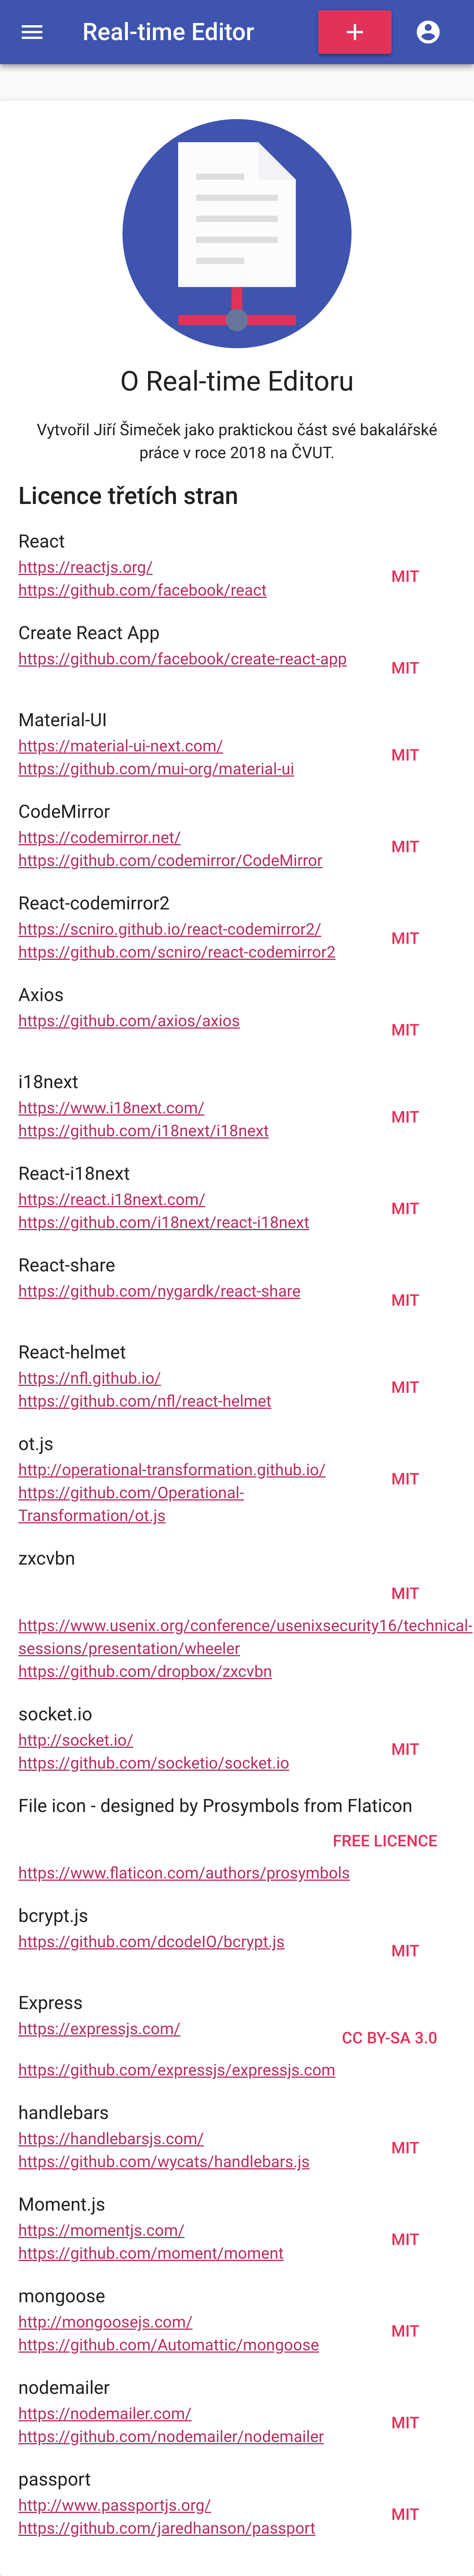 Real-time Editor
O Real-time Editoru
Vytvořil Jiří Šimeček jako praktickou část své bakalářské
práce v roce 2018 na ČVUT.
Licence třetích stran
React
https://reactjs.org/
MIT
https://github.com/facebook/react
Create React App
https://github.com/facebook/create-react-app
MIT
Material-UI
https://material-ui-next.com/
MIT
https://github.com/mui-org/material-ui
CodeMirror
https://codemirror.net/
MIT
https://github.com/codemirror/CodeMirror
React-codemirror2
https://scniro.github.io/react-codemirror2/
MIT
https://github.com/scniro/react-codemirror2
Axios
https://github.com/axios/axios
MIT
i18next
https://www.i18next.com/
MIT
https://github.com/i18next/i18next
React-i18next
https://react.i18next.com/
MIT
https://github.com/i18next/react-i18next
React-share
https://github.com/nygardk/react-share
MIT
React-helmet
https://nfl.github.io/
MIT
https://github.com/nfl/react-helmet
ot.js
http://operational-transformation.github.io/
MIT
https://github.com/Operational-
Transformation/ot.js
zxcvbn
MIT
https://www.usenix.org/conference/usenixsecurity16/technical-
sessions/presentation/wheeler
https://github.com/dropbox/zxcvbn
socket.io
http://socket.io/
MIT
https://github.com/socketio/socket.io
File icon - designed by Prosymbols from Flaticon
FREE LICENCE
https://www.flaticon.com/authors/prosymbols
bcrypt.js
https://github.com/dcodeIO/bcrypt.js
MIT
Express
https://expressjs.com/
CC BY-SA 3.0
https://github.com/expressjs/expressjs.com
handlebars
https://handlebarsjs.com/
MIT
https://github.com/wycats/handlebars.js
Moment.js
https://momentjs.com/
MIT
https://github.com/moment/moment
mongoose
http://mongoosejs.com/
MIT
https://github.com/Automattic/mongoose
nodemailer
https://nodemailer.com/
MIT
https://github.com/nodemailer/nodemailer
passport
http://www.passportjs.org/
MIT
https://github.com/jaredhanson/passport